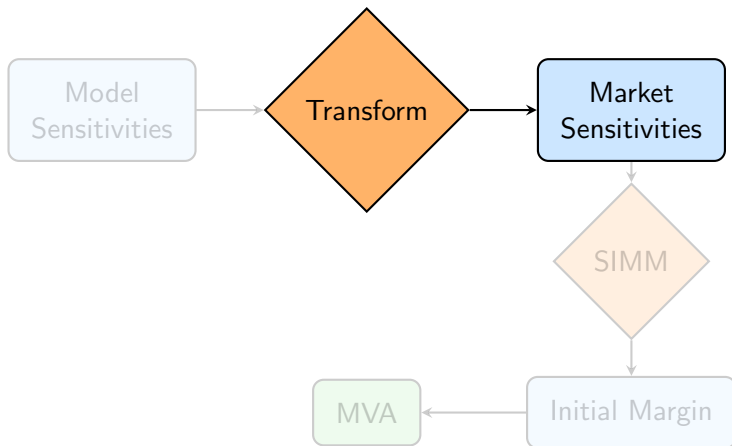 Model
Sensitivities
Transform
Market
Sensitivities
SIMM
Initial Margin
MVA